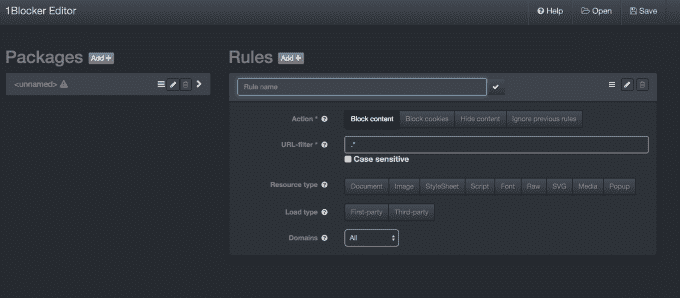 1Blocker Editor
Help
Open
Save
Packages Add +
Rules Add +
<unnamed>
Rule name
Action *
Block content Block cookies Hide content Ignore previous rules
URL-filter *
.*
Case sensitive
Resource type
Document Image StyleSheet Script Font Raw SVG Media Popup
Load type
First-party Third-party
Domains
All